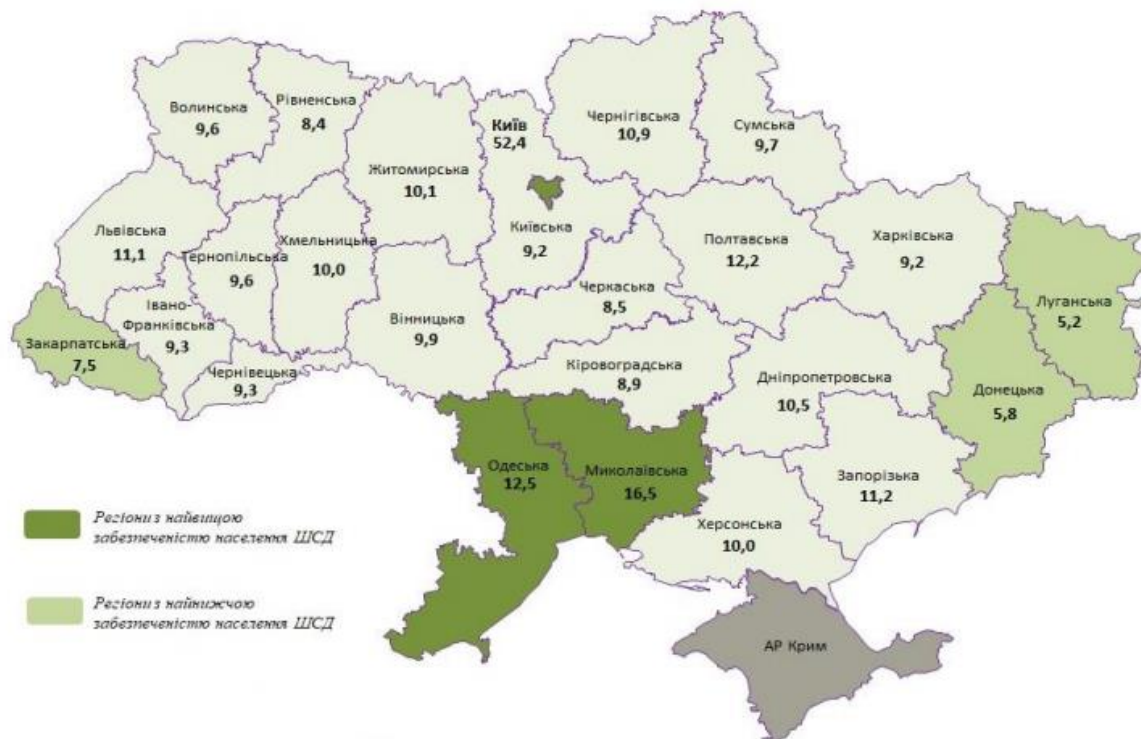 Волинська
9,6
Рівненська
8,4
Житомирська
10,1
Київ
52,4
Чернігівська
10,9
Сумська
9,7
Львівська
11,1
Тернопільська
9,6
Хмельницька
10,0
Київська
9,2
Полтавська
12,2
Харківська
9,2
Луганська
5,2
Закарпатська
7,5
Івано-
Франківська
9,3
Чернівецька
9,3
Вінницька
9,9
Черкаська
8,5
Кіровоградська
8,9
Дніпропетровська
10,5
Донецька
5,8
Одеська
12,5
Миколаївська
16,5
Запорізька
11,2
Херсонська
10,0
АР Крим
Регіони з найвищою
забезпеченістю населення ШСД
Регіони з найнижчою
забезпеченістю населення ШСД